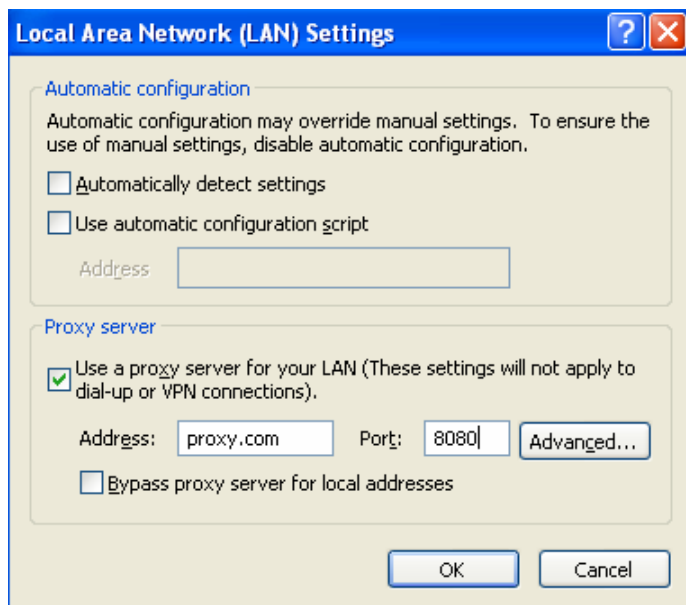 Local Area Network (LAN) Settings ?
Automatic configuration
Automatic configuration may override manual settings. To ensure the
use of manual settings, disable automatic configuration.
Automatically detect settings
Use automatic configuration script
Address
Proxy server
Use a proxy server for your LAN (These settings will not apply to
dial-up or VPN connections).
Address: proxy.com Port: 8080 Advanced...
Bypass proxy server for local addresses
OK Cancel